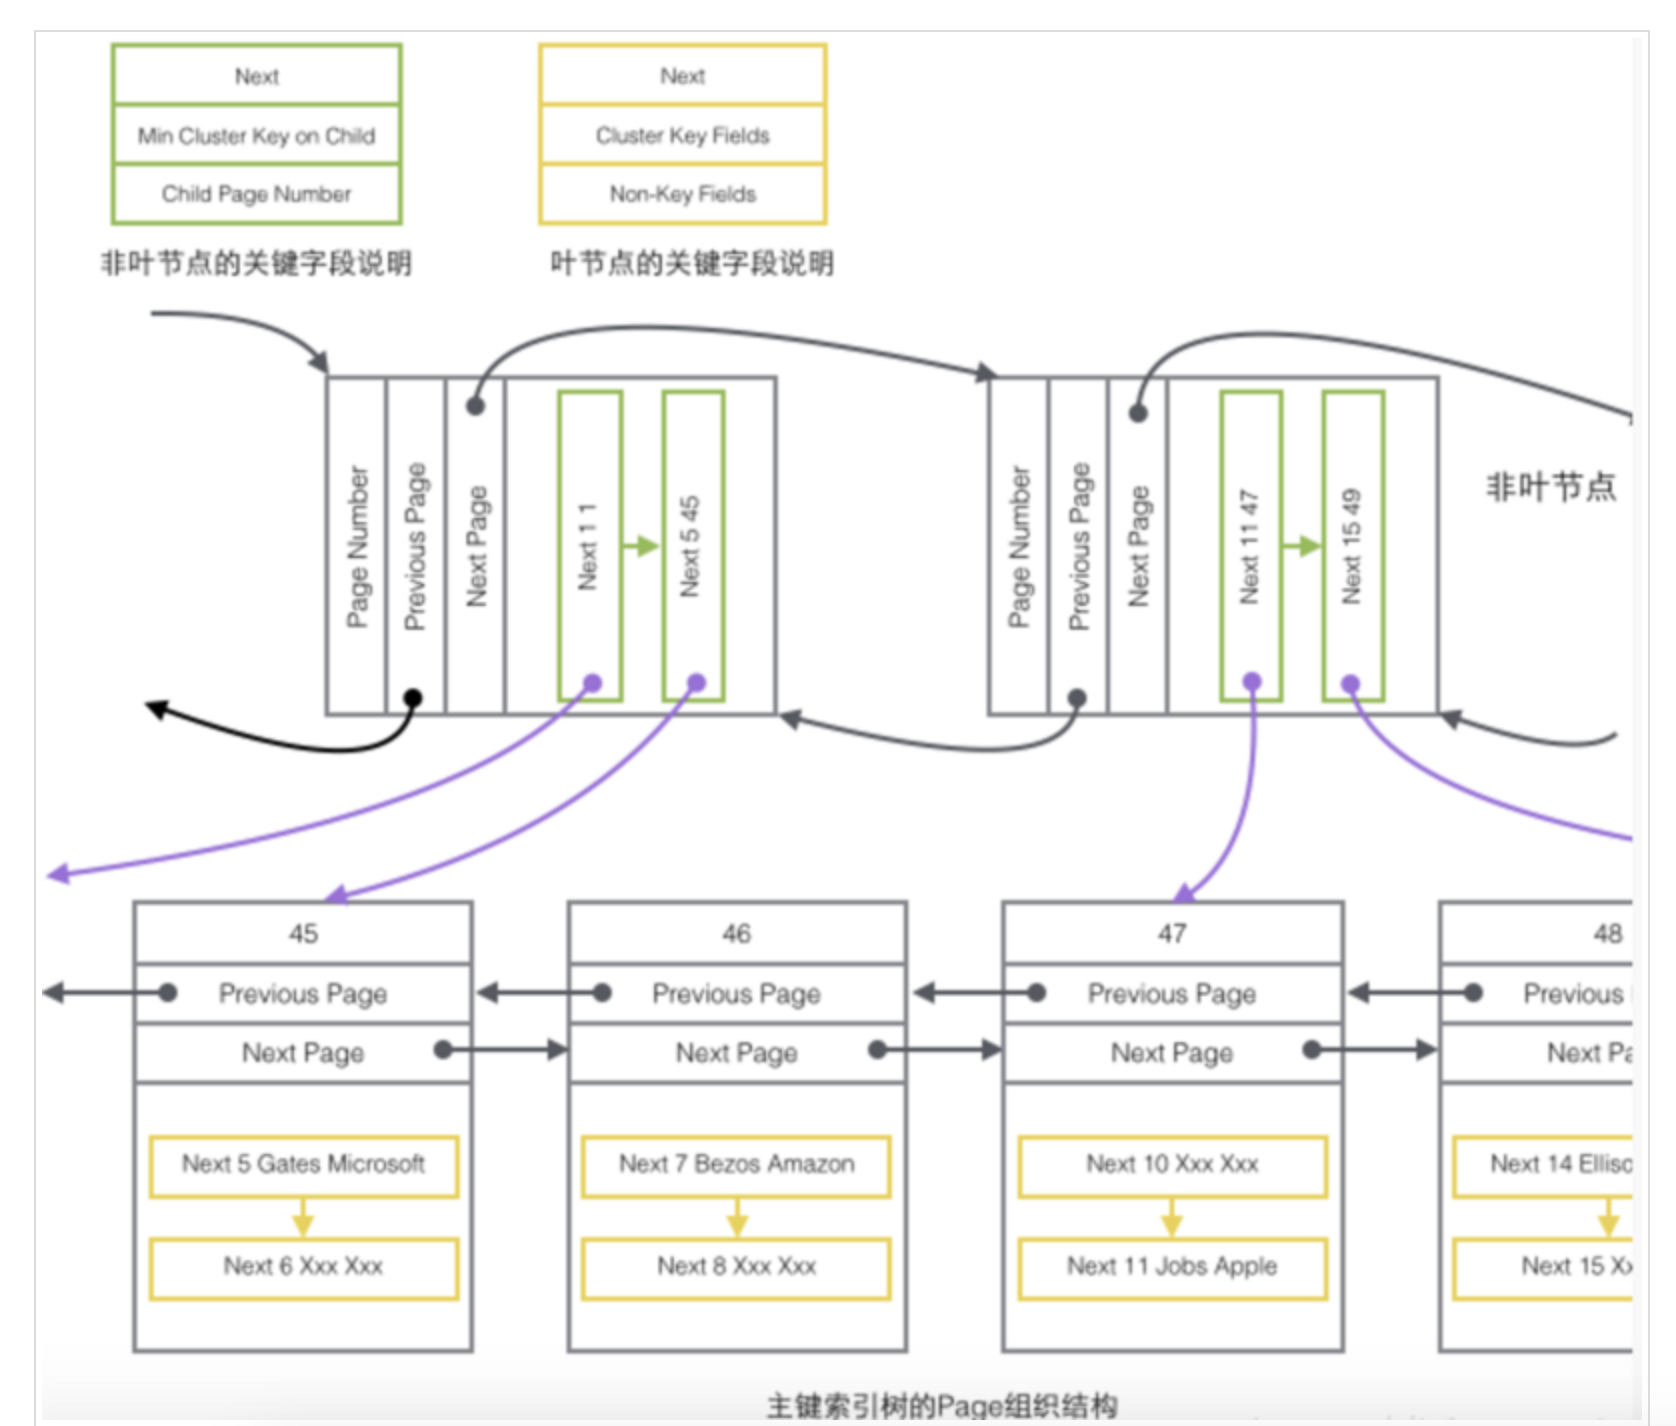 Next
Min Cluster Key on Child
Child Page Number
非叶节点的关键字段说明
Next
Cluster Key Fields
Non-Key Fields
叶节点的关键字段说明
Page Number
Previous Page
Next Page
Next 1 1
Next 5 45
Page Number
Previous Page
Next Page
Next 11 47
Next 15 49
非叶节点
45
Previous Page
Next Page
Next 5 Gates Microsoft
Next 6 Xxx Xxx
46
Previous Page
Next Page
Next 7 Bezos Amazon
Next 8 Xxx Xxx
47
Previous Page
Next Page
Next 10 Xxx Xxx
Next 11 Jobs Apple
48
Previous
Next
Next 14
Next 15
主键索引树的Page组织结构